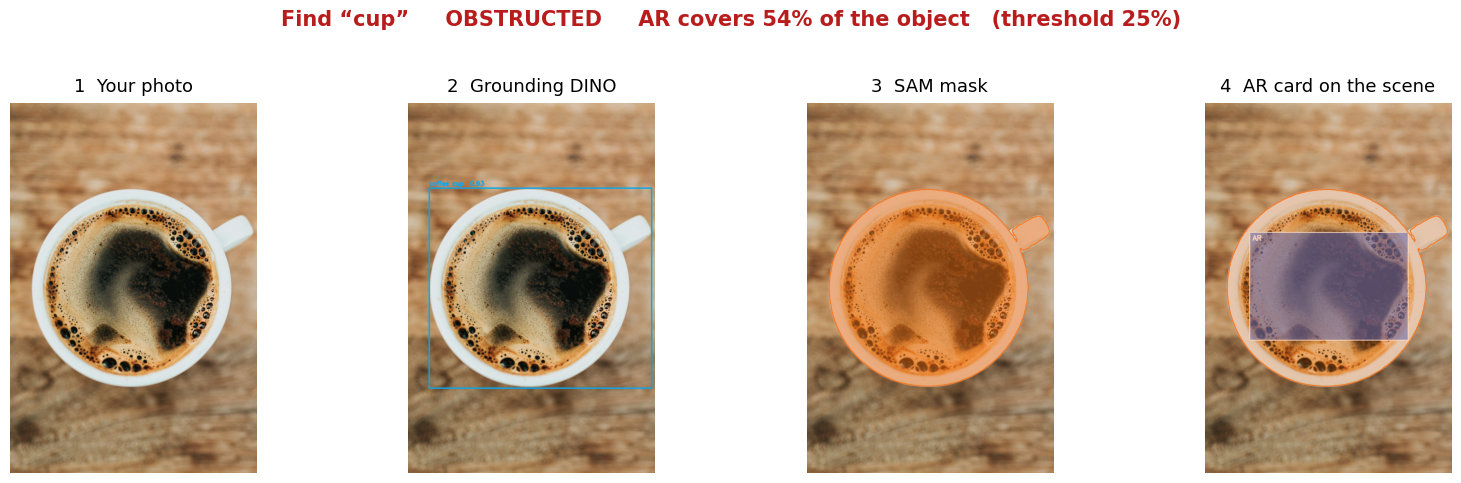 Find “cup”     OBSTRUCTED     AR covers 54% of the object   (threshold 25%)
1  Your photo
2  Grounding DINO
3  SAM mask
4  AR card on the scene
AR